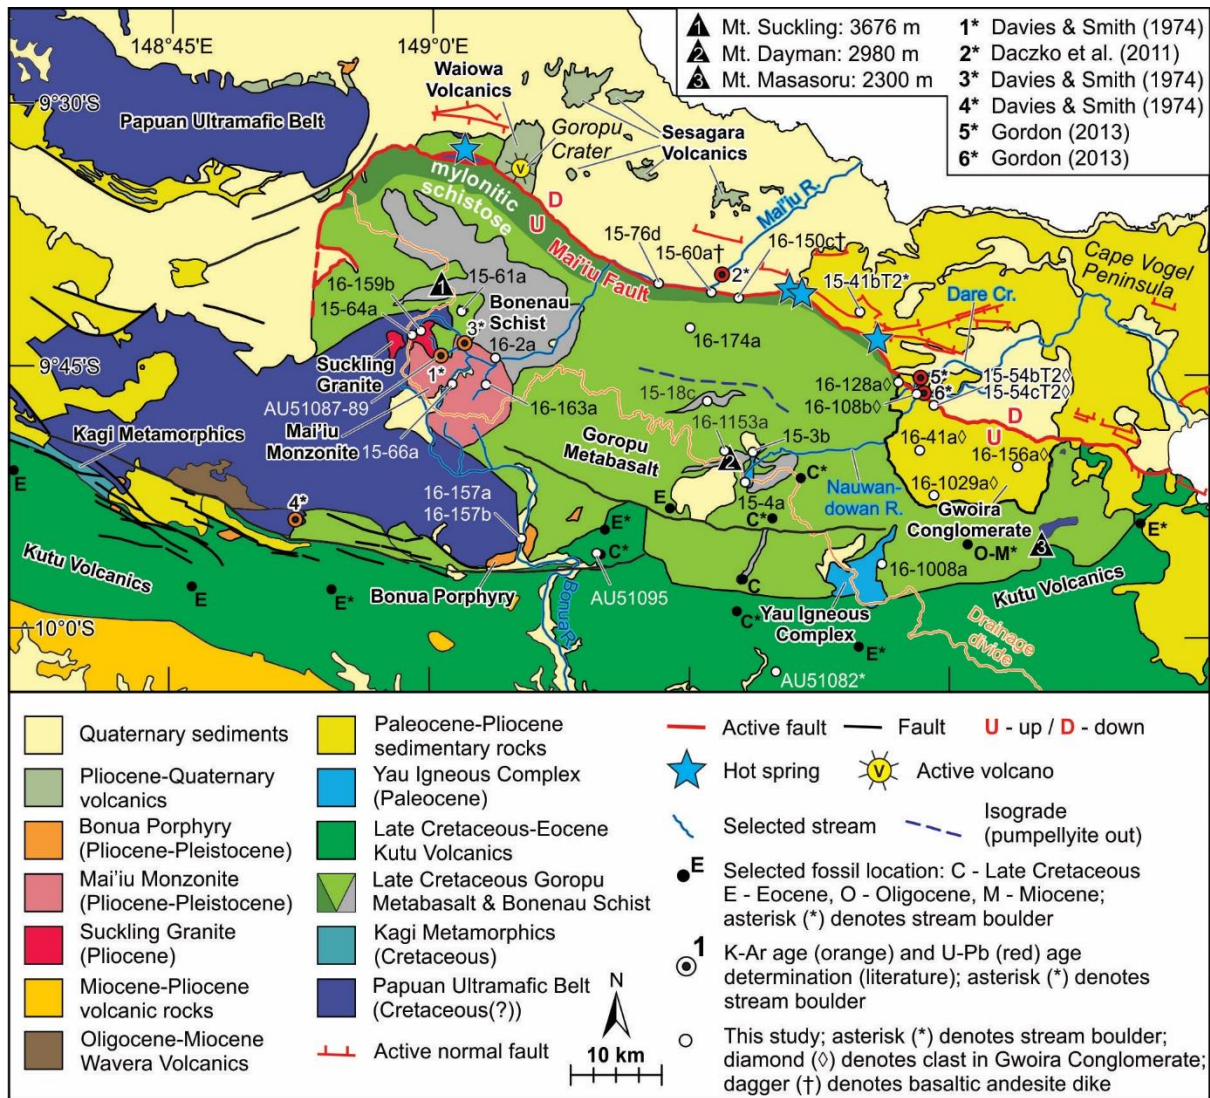 148°45'E
149°0'E
9°30'S
9°45'S
10°0'S
1 Mt. Suckling: 3676 m
2 Mt. Dayman: 2980 m
3 Mt. Masasoru: 2300 m
1* Davies & Smith (1974)
2* Daczko et al. (2011)
3* Davies & Smith (1974)
4* Davies & Smith (1974)
5* Gordon (2013)
6* Gordon (2013)
Waiowa
Volcanics
Papuan Ultramafic Belt
Goropu
Crater
V
Sesagara
Volcanics
mylonitic
schistose
D
U
Mai'iu R.
Mai'iu Fault
15-76d
15-60a†
16-150c†
2*
15-41bT2*
Cape Vogel
Peninsula
Dare Cr.
16-159b
15-61a
1
15-64a
Bonenau
Schist
3*
16-2a
Suckling
Granite
1*
AU51087-89
Mai'iu
Monzonite
15-66a
16-163a
16-174a
15-18c
16-1153a
15-3b
2
15-4a
Goropu
Metabasalt
16-128a◊
16-108b◊
5*
6*
15-54bT2◊
15-54cT2◊
D
U
16-41a◊
16-156a◊
16-1029a◊
Nauwan-
dowan R.
Gwoira
Conglomerate
Kagi Metamorphics
E
4*
16-157a
16-157b
E
E*
C*
C*
C*
E*
O-M*
3
Kutu Volcanics
E
E*
Bonua Porphyry
Bonua R.
AU51095
C
C*
Yau Igneous
Complex
16-1008a
Kutu Volcanics
E*
Drainage
divide
AU51082*
Quaternary sediments
Pliocene-Quaternary
volcanics
Bonua Porphyry
(Pliocene-Pleistocene)
Mai'iu Monzonite
(Pliocene-Pleistocene)
Suckling Granite
(Pliocene)
Miocene-Pliocene
volcanic rocks
Oligocene-Miocene
Wavera Volcanics
Paleocene-Pliocene
sedimentary rocks
Yau Igneous Complex
(Paleocene)
Late Cretaceous-Eocene
Kutu Volcanics
Late Cretaceous Goropu
Metabasalt & Bonenau Schist
Kagi Metamorphics
(Cretaceous)
Papuan Ultramafic Belt
(Cretaceous(?))
Active normal fault
N
10 km
Active fault
Fault
U - up / D - down
Hot spring
V
Active volcano
Selected stream
Isograde
(pumpellyite out)
E
Selected fossil location: C - Late Cretaceous
E - Eocene, O - Oligocene, M - Miocene;
asterisk (*) denotes stream boulder
1
K-Ar age (orange) and U-Pb (red) age
determination (literature); asterisk (*) denotes
stream boulder
This study; asterisk (*) denotes stream boulder;
diamond (◊) denotes clast in Gwoira Conglomerate;
dagger (†) denotes basaltic andesite dike